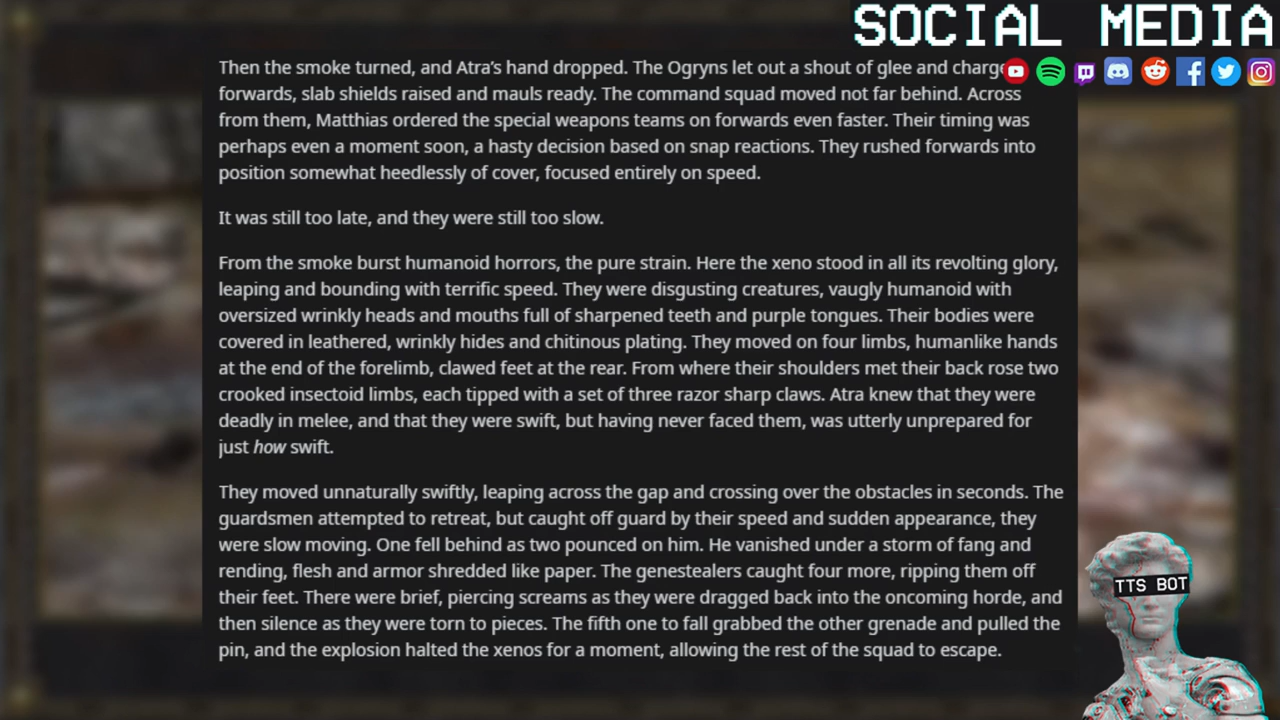 SOCIAL MEDIA
Then the smoke turned, and Atra's hand dropped. The Ogryns let out a shout of glee and charge
forwards, slab shields raised and mauls ready. The command squad moved not far behind. Across
from them, Matthias ordered the special weapons teams on forwards even faster. Their timing was
perhaps even a moment soon, a hasty decision based on snap reactions. They rushed forwards into
position somewhat heedlessly of cover, focused entirely on speed.
It was still too late, and they were still too slow.
From the smoke burst humanoid horrors, the pure strain. Here the xeno stood in all its revolting glory,
leaping and bounding with terrific speed. They were disgusting creatures, vaugly humanoid with
oversized wrinkly heads and mouths full of sharpened teeth and purple tongues. Their bodies were
covered in leathered, wrinkly hides and chitinous plating. They moved on four limbs, humanlike hands
at the end of the forelimb, clawed feet at the rear. From where their shoulders met their back rose two
crooked insectoid limbs, each tipped with a set of three razor sharp claws. Atra knew that they were
deadly in melee, and that they were swift, but having never faced them, was utterly unprepared for
just how swift.
They moved unnaturally swiftly, leaping across the gap and crossing over the obstacles in seconds. The
guardsmen attempted to retreat, but caught off guard by their speed and sudden appearance, they
were slow moving. One fell behind as two pounced on him. He vanished under a storm of fang and
rending, flesh and armor shredded like paper. The genestealers caught four more, ripping them off
their feet. There were brief, piercing screams as they were dragged back into the oncoming horde, and
then silence as they were torn to pieces. The fifth one to fall grabbed the other grenade and pulled the
pin, and the explosion halted the xenos for a moment, allowing the rest of the squad to escape.
TTS BOT